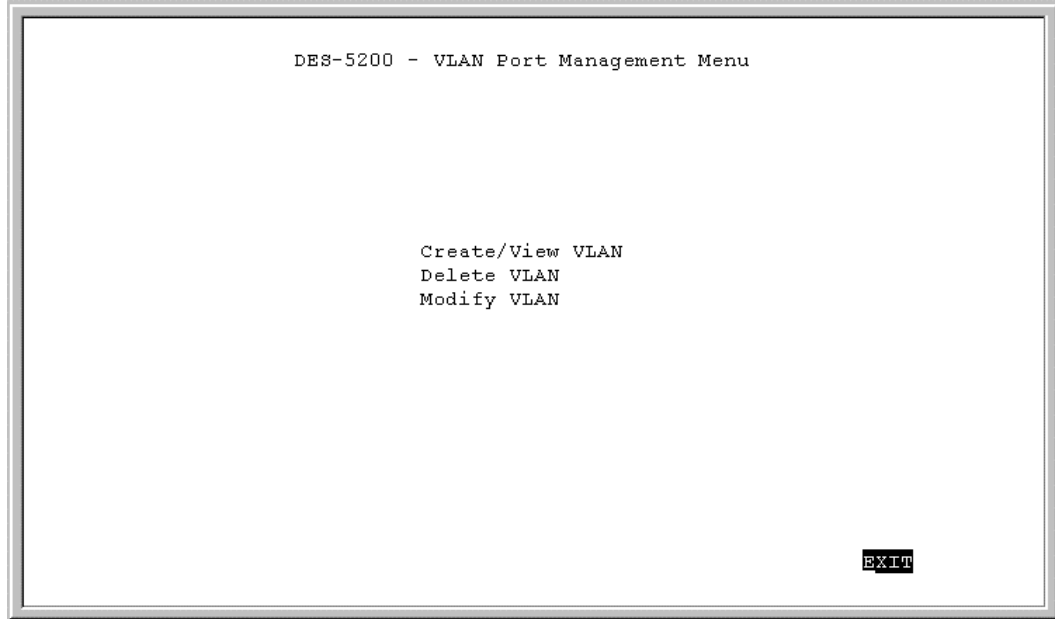 DES-5200 - VLAN Port Management Menu
Create/View VLAN
Delete VLAN
Modify VLAN
EXIT